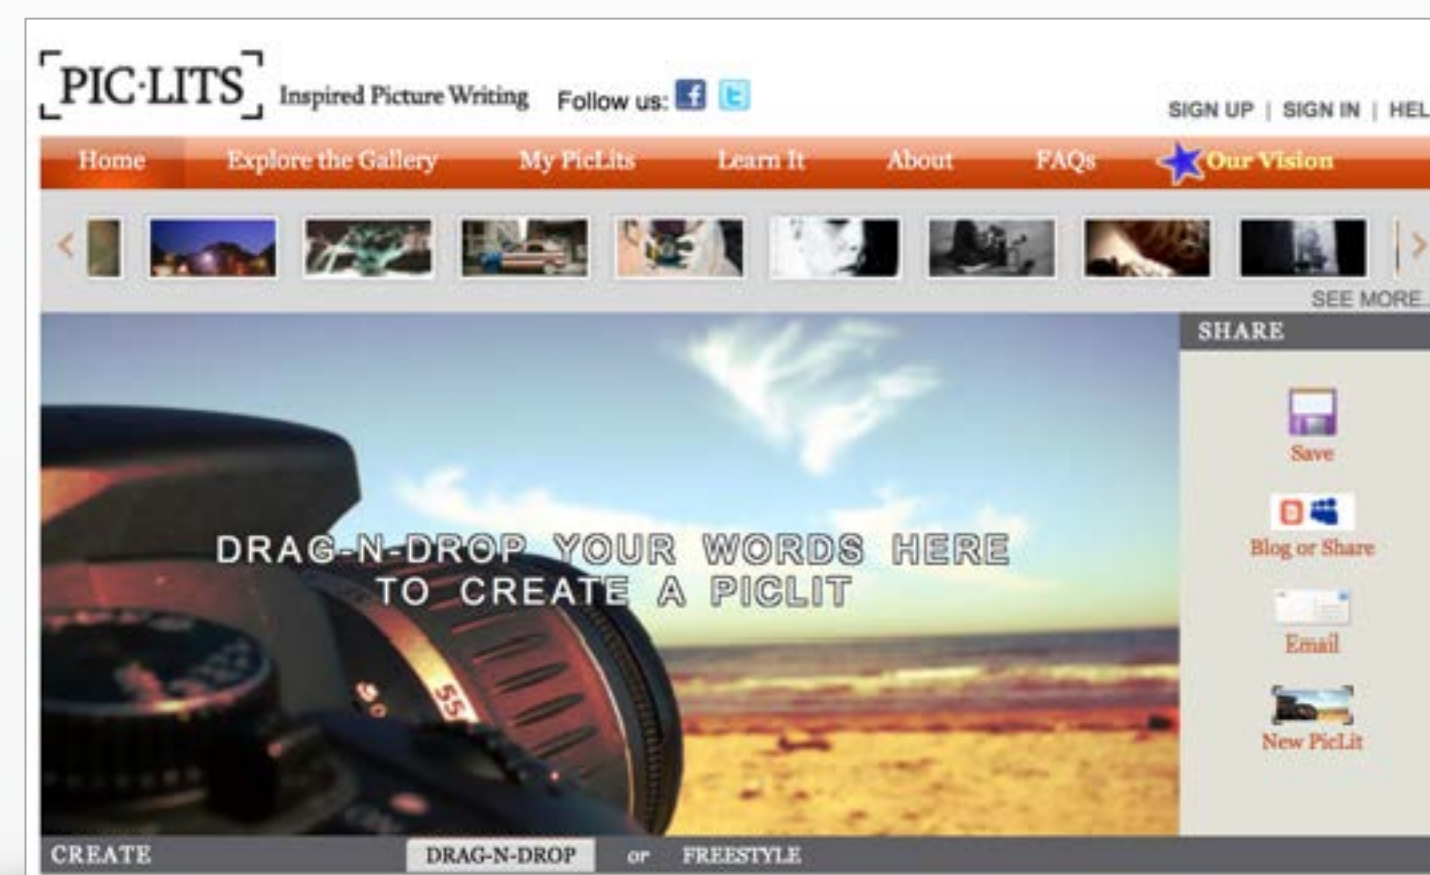 PIC·LITS Inspired Picture Writing Follow us:
SIGN UP | SIGN IN | HEL
Home Explore the Gallery My PicLits Learn It About FAQs Our Vision
SEE MORE..
SHARE
Save
Blog or Share
Email
New PicLit
DRAG-N-DROP YOUR WORDS HERE
TO CREATE A PICLIT
55
CREATE DRAG-N-DROP or FREESTYLE